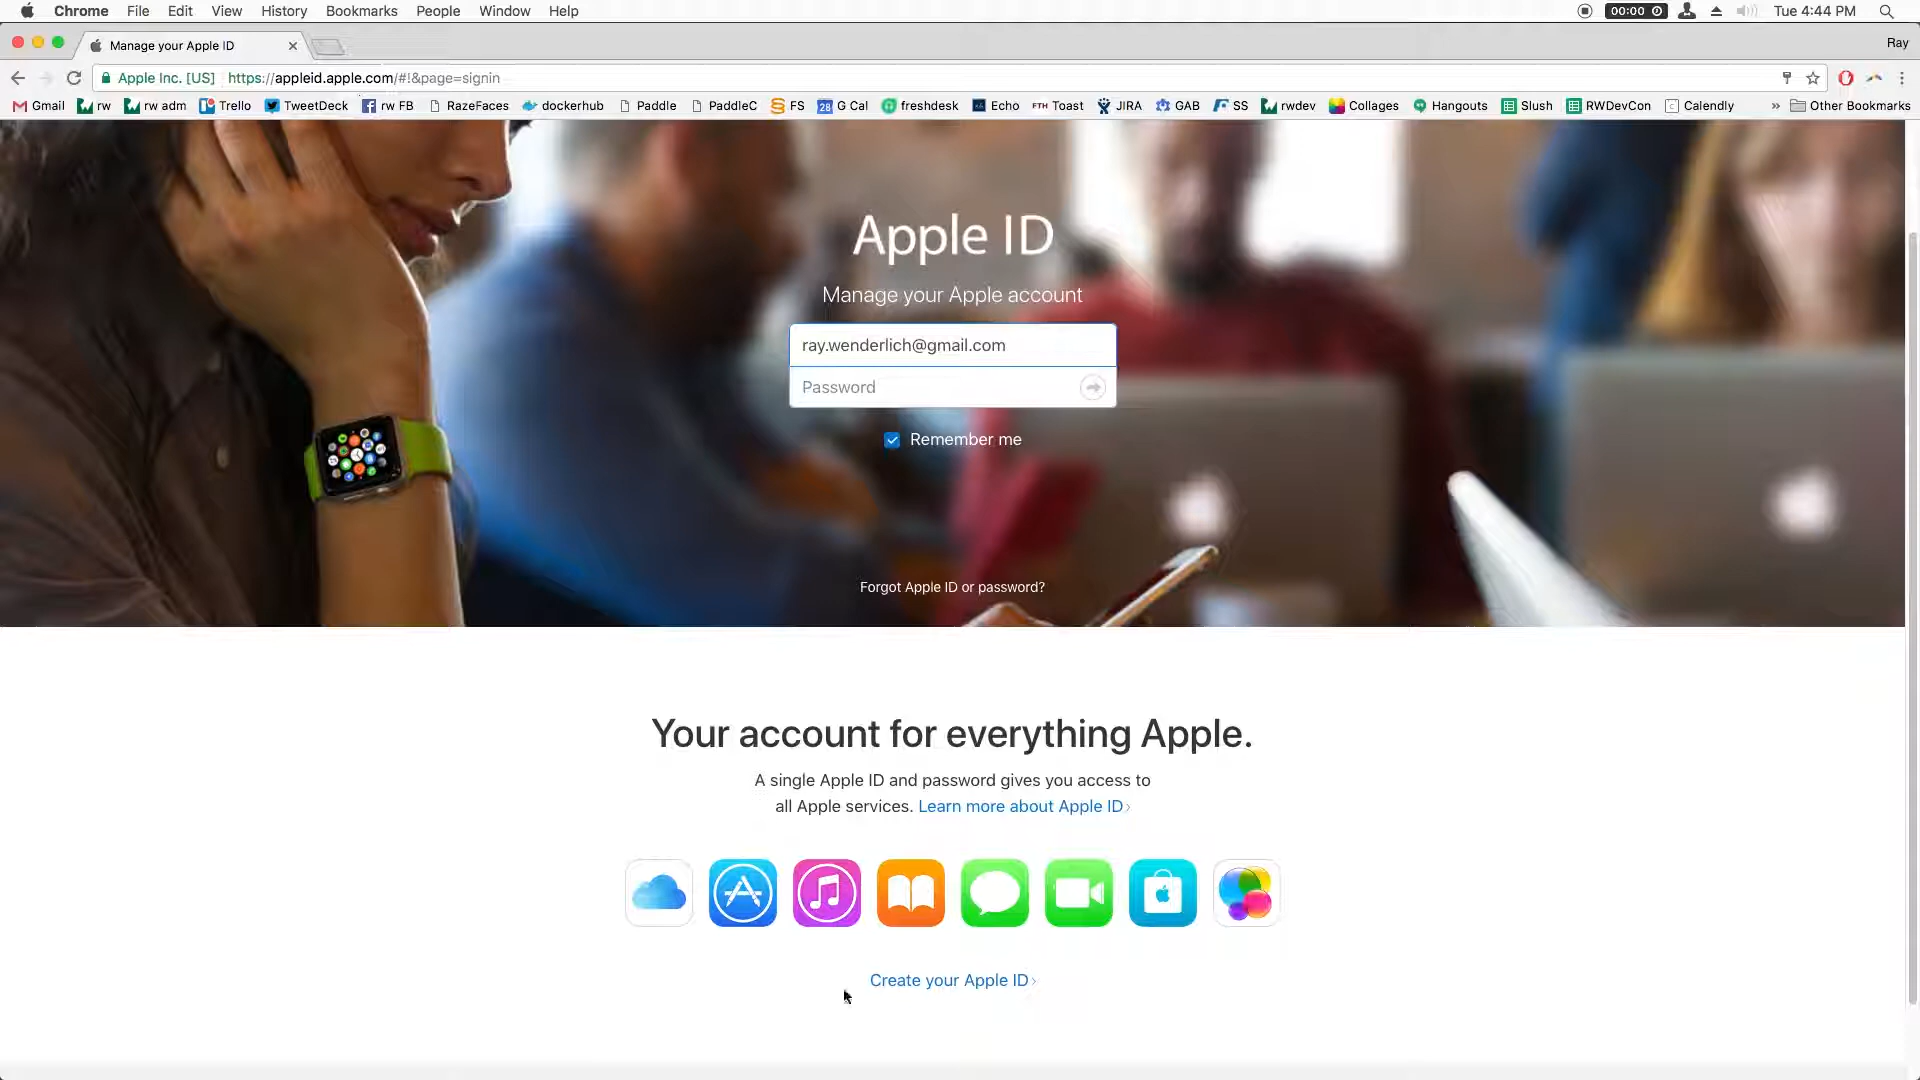 Chrome File Edit View History Bookmarks People Window Help 00:00 Tue 4:44 PM
Manage your Apple ID Ray
Apple Inc. [US] https://appleid.apple.com/#!&page=signin
Gmail rw rw adm Trello TweetDeck rw FB RazeFaces dockerhub Paddle PaddleC FS 28 G Cal freshdesk Echo FTH Toast JIRA GAB SS rwdev Collages Hangouts Slush RWDevCon Calendly » Other Bookmarks
Apple ID
Manage your Apple account
ray.wenderlich@gmail.com
Password
Remember me
Forgot Apple ID or password?
Your account for everything Apple.
A single Apple ID and password gives you access to
all Apple services. Learn more about Apple ID ›
Create your Apple ID ›